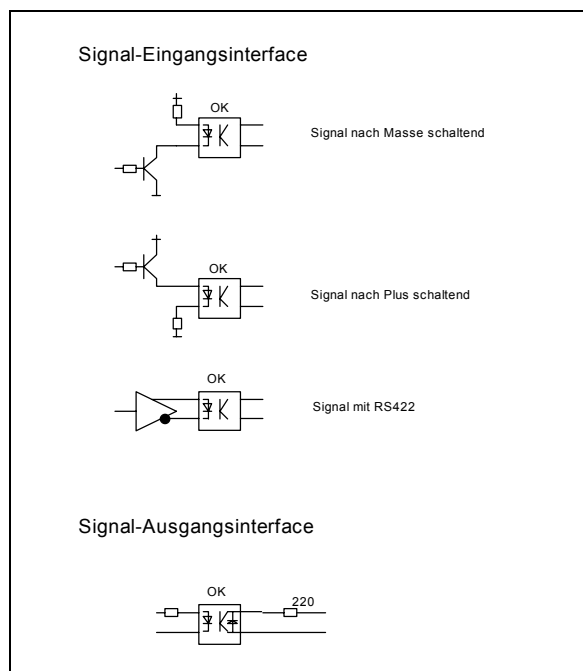 Signal-Eingangsinterface
OK
Signal nach Masse schaltend
OK
Signal nach Plus schaltend
OK
Signal mit RS422
Signal-Ausgangsinterface
OK
220